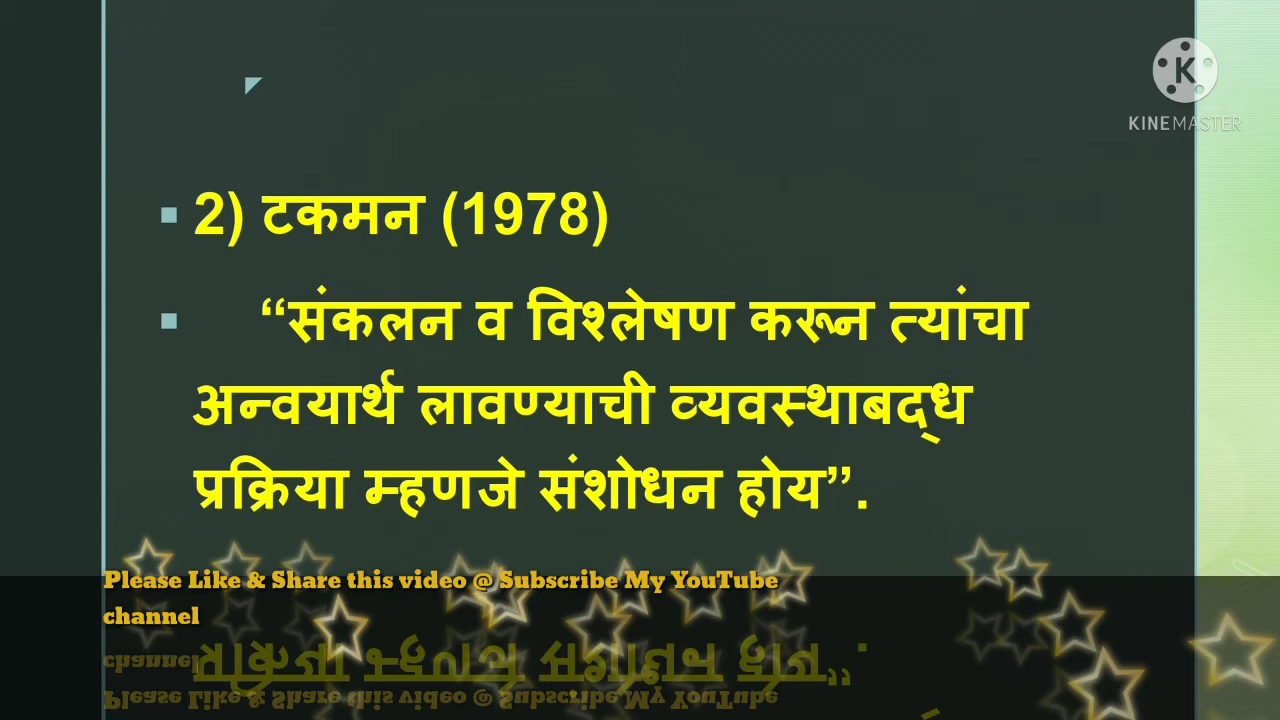 KINEMASTER
2) टकमन (1978)
“संकलन व विश्लेषण करून त्यांचा
अन्वयार्थ लावण्याची व्यवस्थाबद्ध
प्रक्रिया म्हणजे संशोधन होय”.
Please Like & Share this video @ Subscribe My YouTube
channel